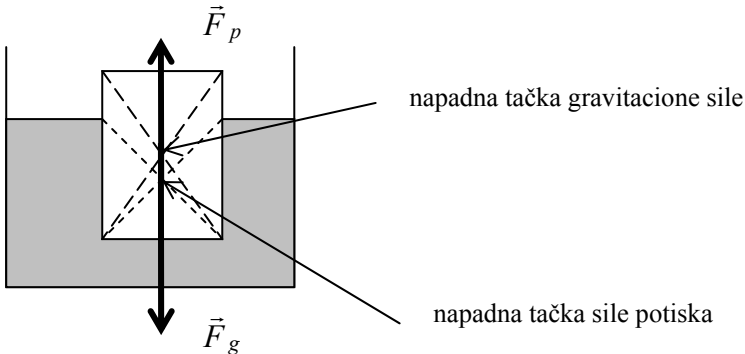 F⃗ p
napadna tačka gravitacione sile
napadna tačka sile potiska
F⃗ g